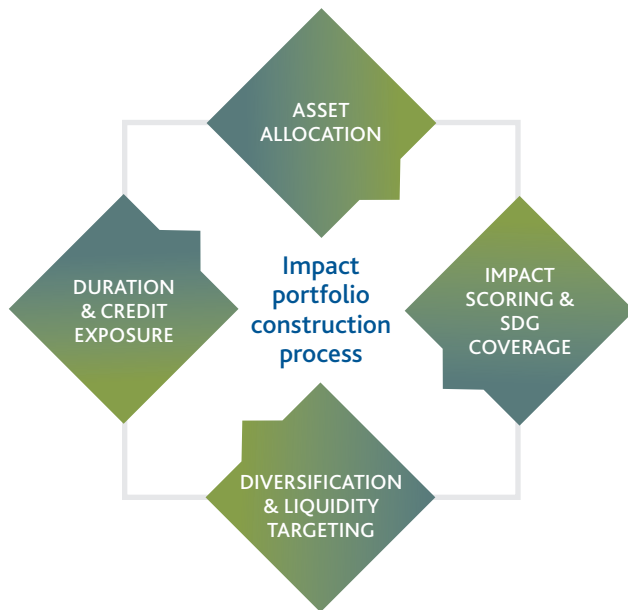 ASSET
ALLOCATION
DURATION
& CREDIT
EXPOSURE
Impact
portfolio
construction
process
IMPACT
SCORING &
SDG
COVERAGE
DIVERSIFICATION
& LIQUIDITY
TARGETING